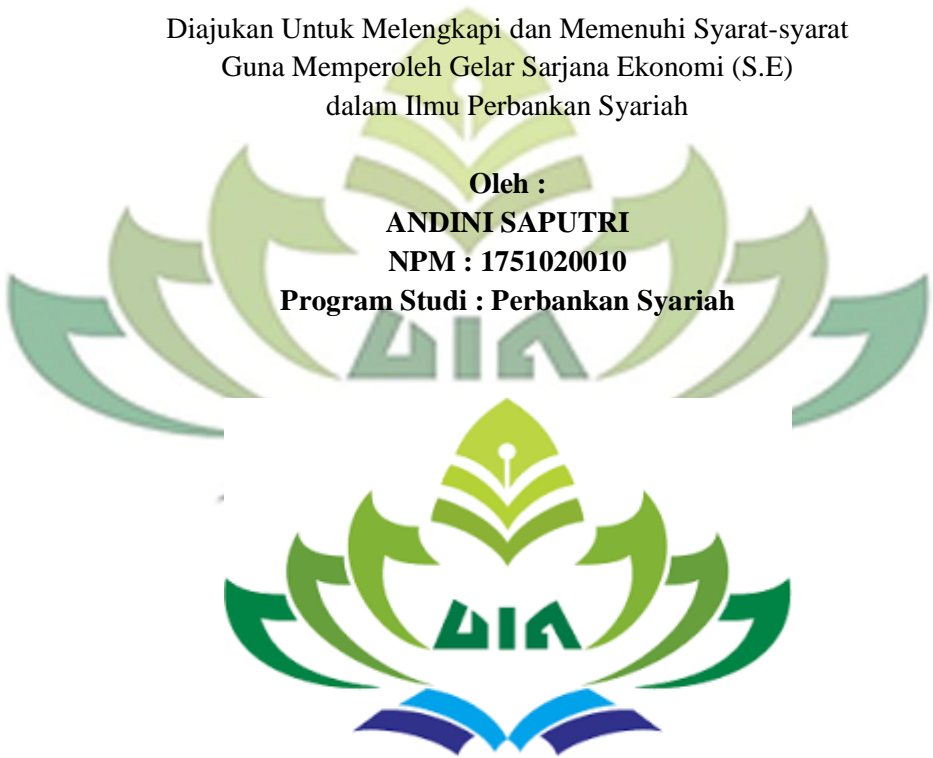 Diajukan Untuk Melengkapi dan Memenuhi Syarat-syarat
Guna Memperoleh Gelar Sarjana Ekonomi (S.E)
dalam Ilmu Perbankan Syariah
Oleh :
ANDINI SAPUTRI
NPM : 1751020010
Program Studi : Perbankan Syariah
UIN
UIN